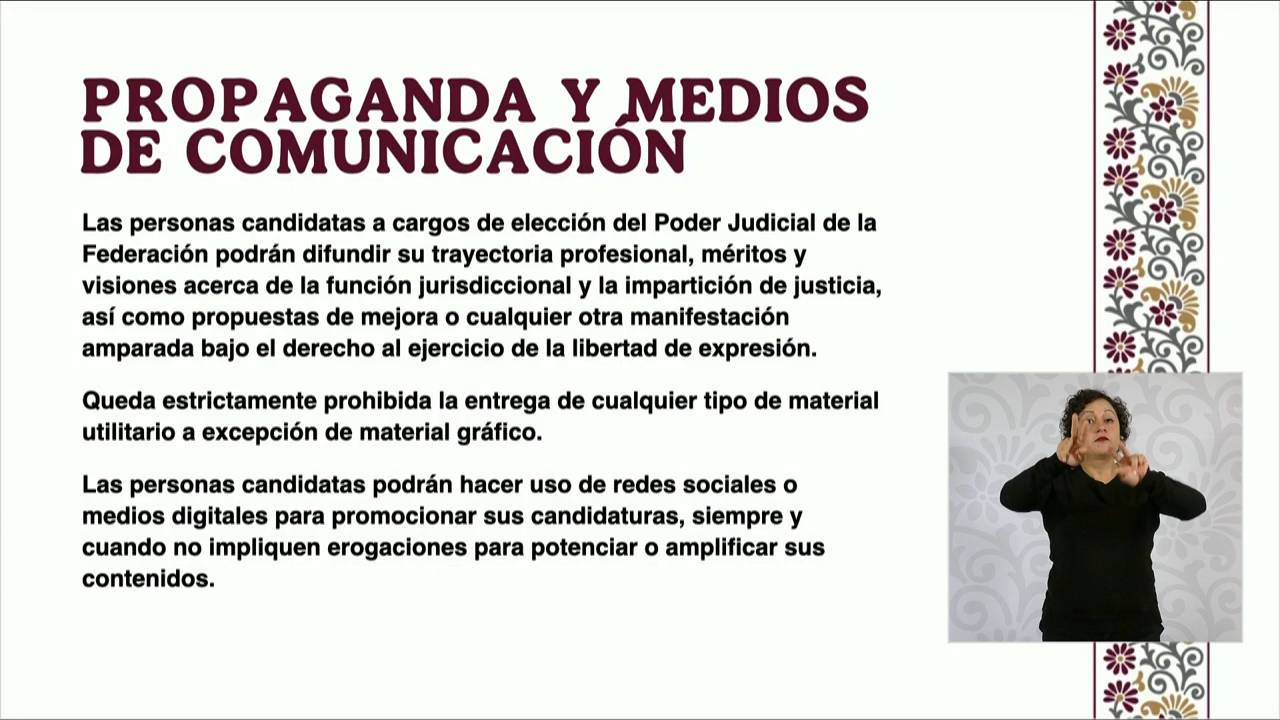 PROPAGANDA Y MEDIOS
DE COMUNICACIÓN
Las personas candidatas a cargos de elección del Poder Judicial de la
Federación podrán difundir su trayectoria profesional, méritos y
visiones acerca de la función jurisdiccional y la impartición de justicia,
así como propuestas de mejora o cualquier otra manifestación
amparada bajo el derecho al ejercicio de la libertad de expresión.
Queda estrictamente prohibida la entrega de cualquier tipo de material
utilitario a excepción de material gráfico.
Las personas candidatas podrán hacer uso de redes sociales o
medios digitales para promocionar sus candidaturas, siempre y
cuando no impliquen erogaciones para potenciar o amplificar sus
contenidos.